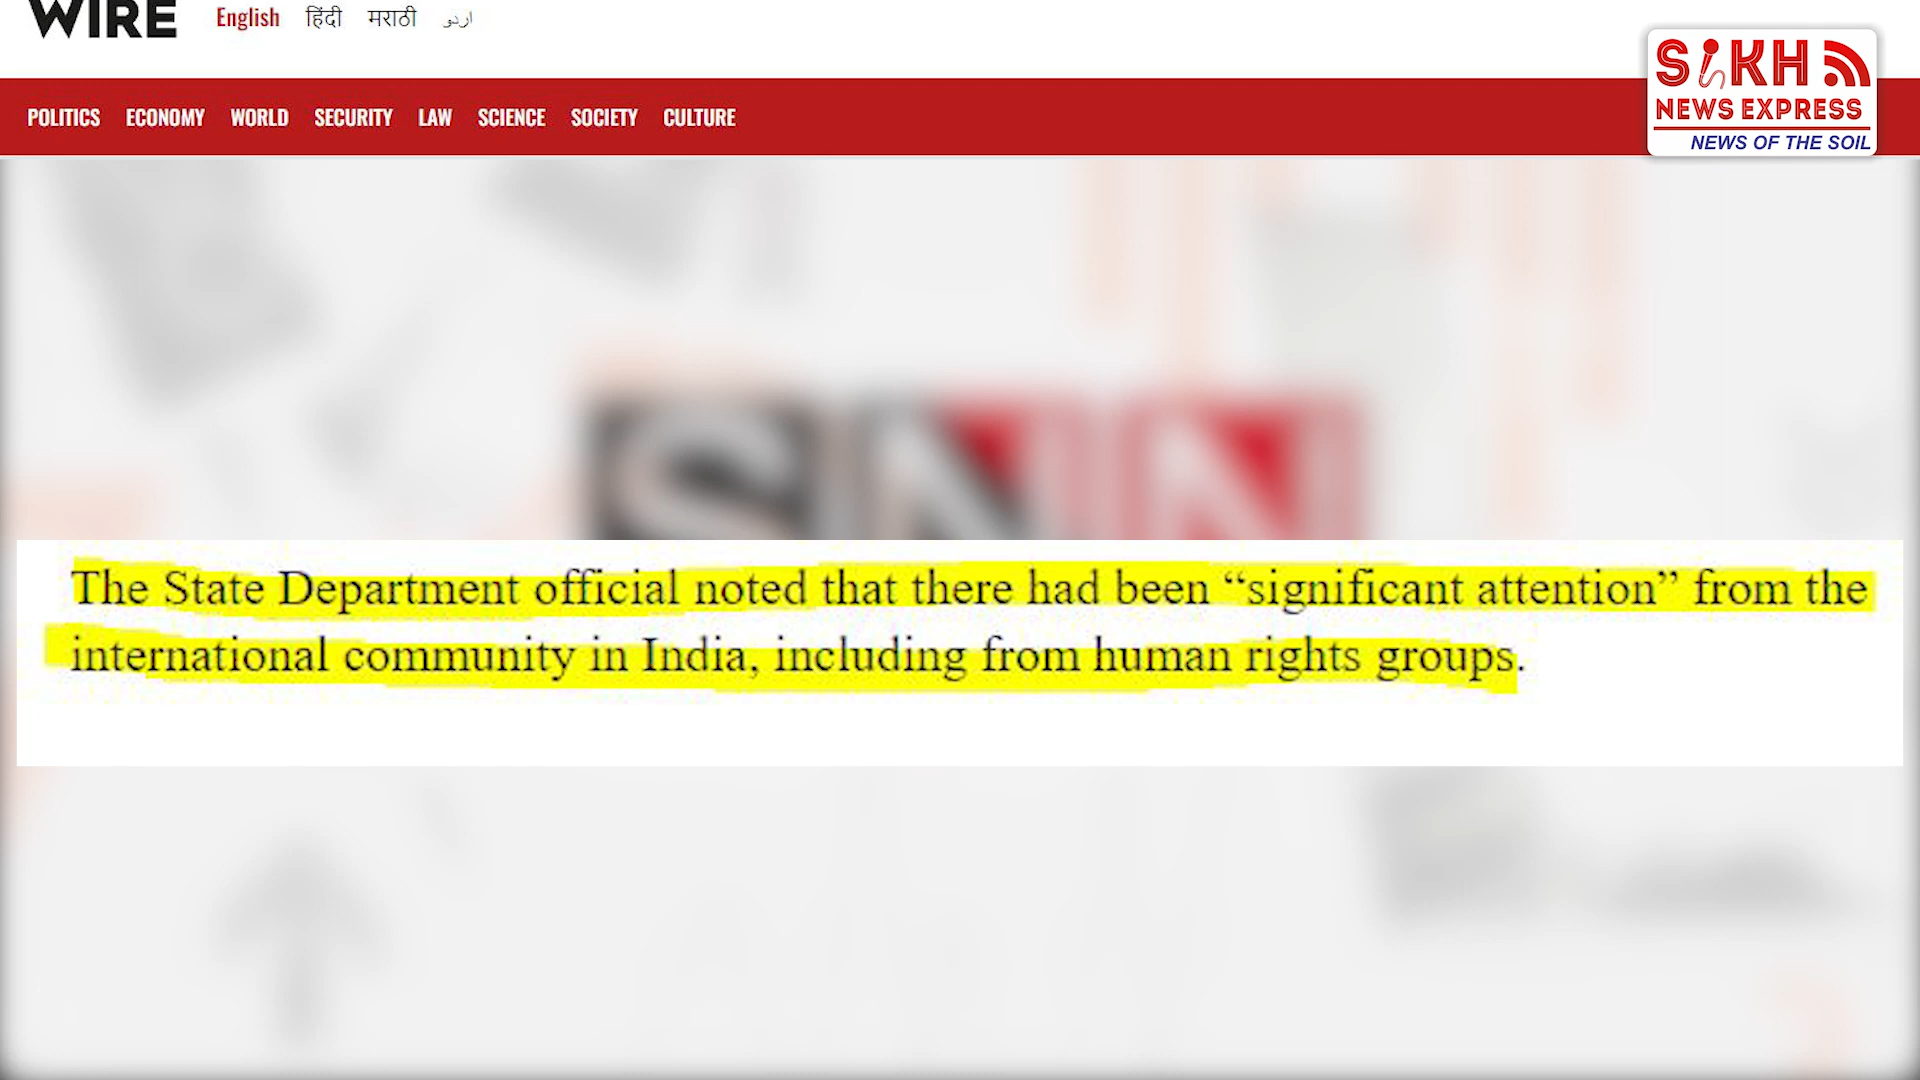 WIRE
English हिंदी मराठी اردو
POLITICS ECONOMY WORLD SECURITY LAW SCIENCE SOCIETY CULTURE
SIKH
NEWS EXPRESS
NEWS OF THE SOIL
SNN
The State Department official noted that there had been “significant attention” from the
international community in India, including from human rights groups.